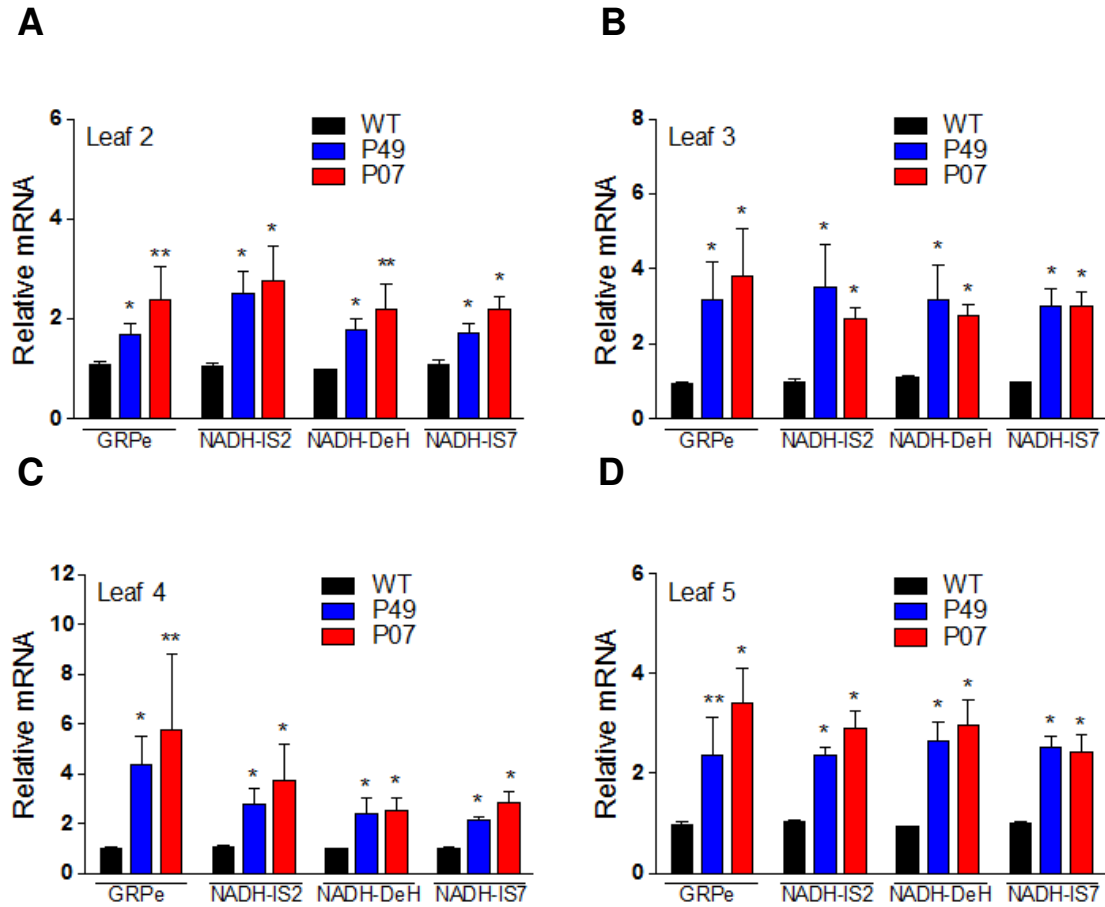 A
Relative mRNA
6
4
2
0
Leaf 2
WT
P49
P07
*
**
*
*
*
**
*
*
GRPe
NADH-IS2
NADH-DeH
NADH-IS7
B
Relative mRNA
8
6
4
2
0
Leaf 3
WT
P49
P07
*
*
*
*
*
*
*
*
GRPe
NADH-IS2
NADH-DeH
NADH-IS7
C
Relative mRNA
12
10
8
6
4
2
0
Leaf 4
WT
P49
P07
*
**
*
*
*
*
*
*
GRPe
NADH-IS2
NADH-DeH
NADH-IS7
D
Relative mRNA
6
4
2
0
Leaf 5
WT
P49
P07
**
*
*
*
*
*
*
*
GRPe
NADH-IS2
NADH-DeH
NADH-IS7